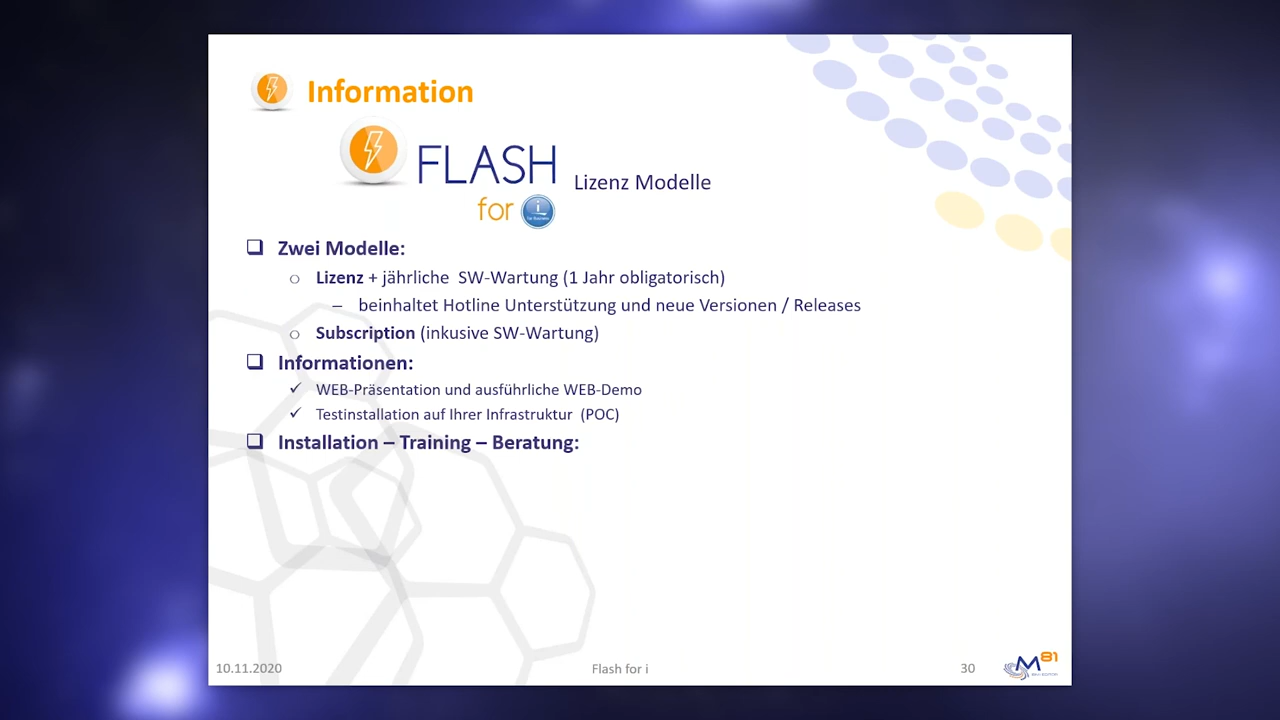 Information
FLASH
for i
Lizenz Modelle
Zwei Modelle:
Lizenz + jährliche SW-Wartung (1 Jahr obligatorisch)
– beinhaltet Hotline Unterstützung und neue Versionen / Releases
Subscription (inkusive SW-Wartung)
Informationen:
WEB-Präsentation und ausführliche WEB-Demo
Testinstallation auf Ihrer Infrastruktur (POC)
Installation – Training – Beratung:
10.11.2020
Flash for i
30
M81